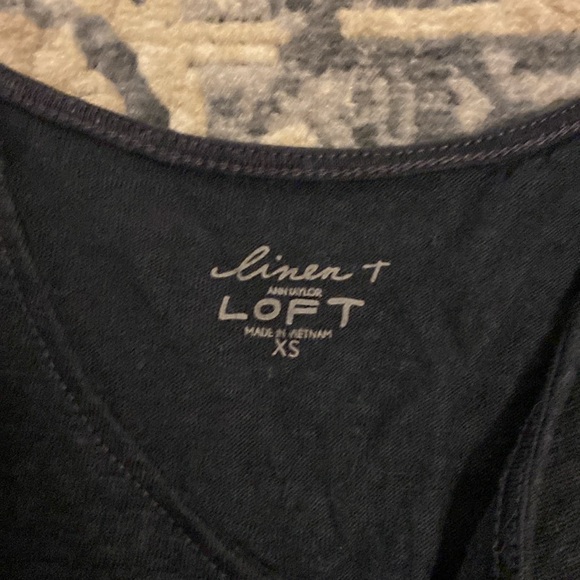 Linen T
ANN TAYLOR
LOFT
MADE IN VIETNAM
XS